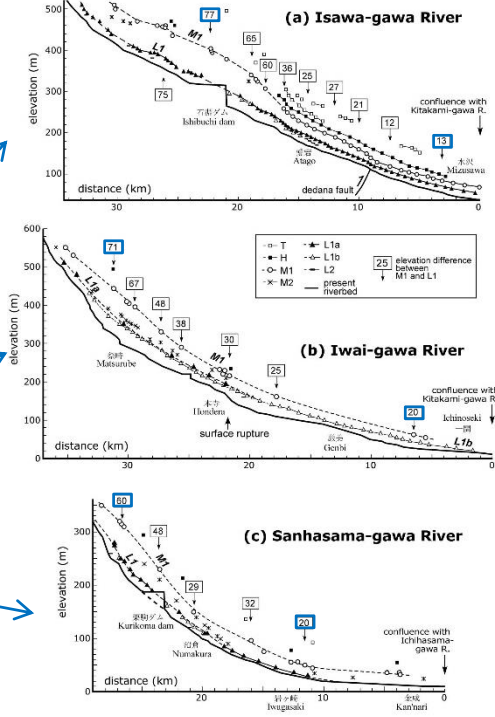 (a) Isawa-gawa River
500
400
300
200
100
elevation (m)
L1
M1
77
65
60
36
25
27
21
12
13
75
石淵ダム
Ishibuchi dam
愛宕
Atago
dedana fault
confluence with
Kitakami-gawa R.
水沢
Mizusawa
distance (km)
30
20
10
0
600
500
400
300
200
100
0
elevation (m)
T
H
M1
M2
L1a
L1b
L2
present
riverbed
25
elevation difference
between
M1 and L1
71
67
48
38
30
25
20
L1a
M1
(b) Iwai-gawa River
confluence with
Kitakami-gawa R.
Matsurube
本寺
Hondera
surface rupture
厳美
Genbi
Ichinoseki
一関
L1b
distance (km)
30
20
10
0
300
200
100
0
elevation (m)
60
48
29
32
20
L1
M1
(c) Sanhasama-gawa River
栗駒ダム
Kurikoma dam
沼倉
Numakura
confluence with
Ichihasama-
gawa R.
distance (km)
20
10
0
岩ヶ崎
Iwagasaki
金成
Kan'nari